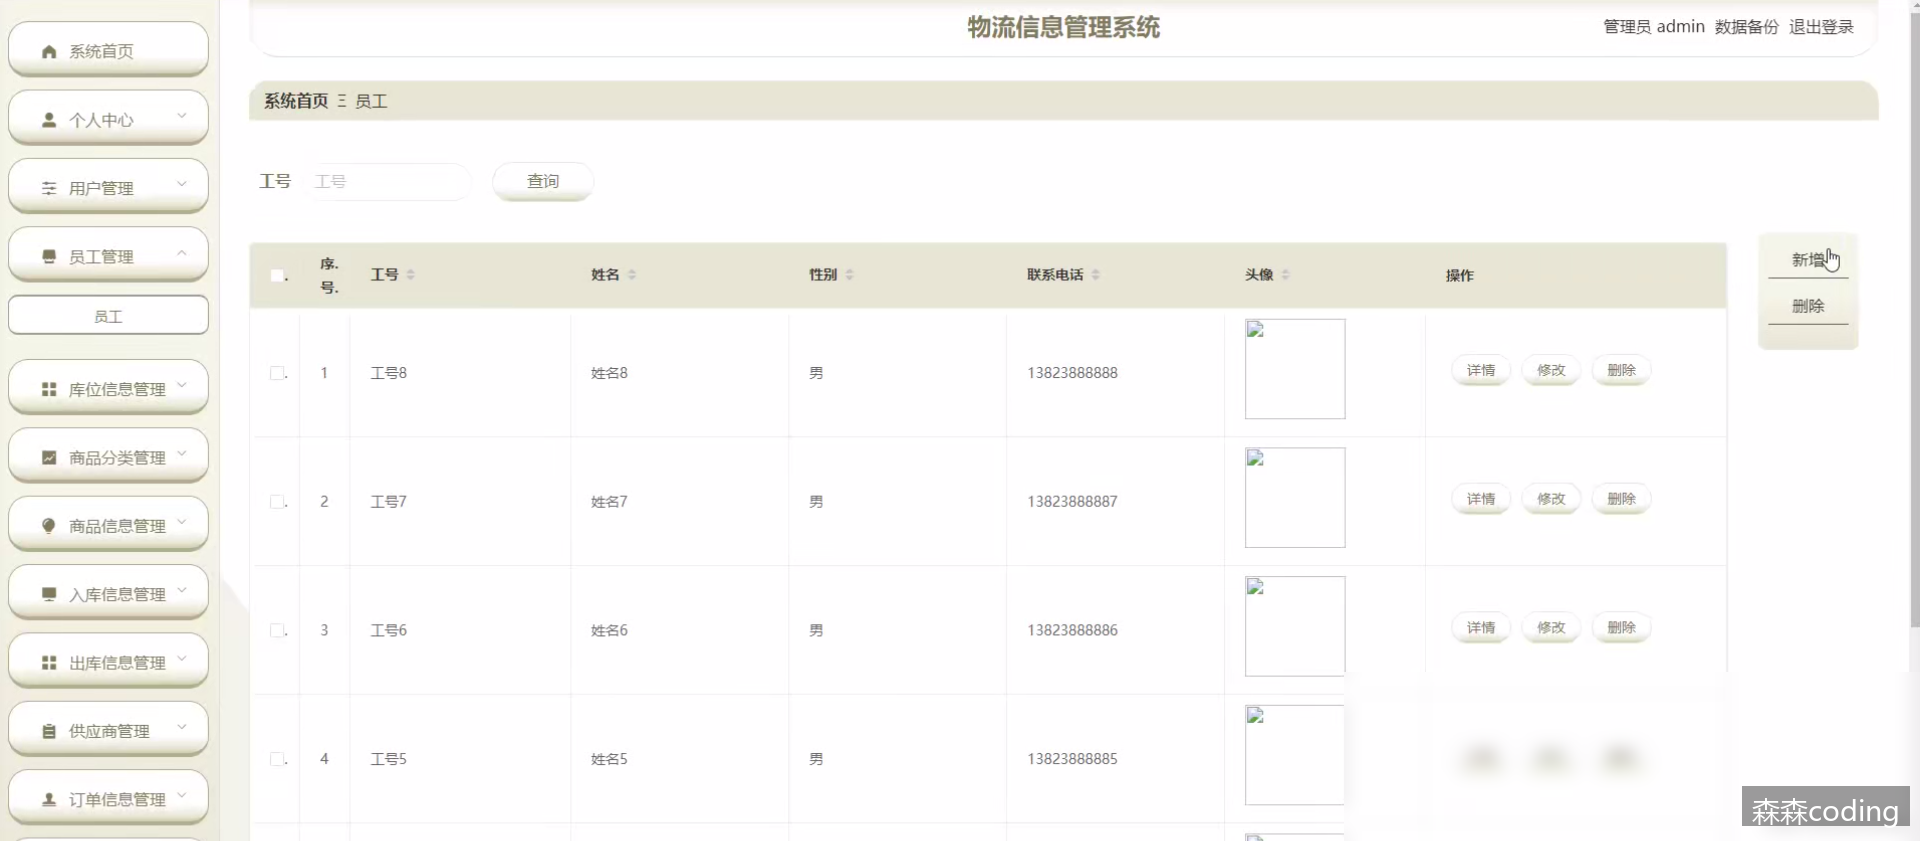 物流信息管理系统
管理员 admin 数据备份 退出登录
系统首页
个人中心
用户管理
员工管理
员工
库位信息管理
商品分类管理
商品信息管理
入库信息管理
出库信息管理
供应商管理
订单信息管理
系统首页 Ξ 员工
工号 工号 查询
序号. 工号 姓名 性别 联系电话 头像 操作
1 工号8 姓名8 男 13823888888 详情 修改 删除
2 工号7 姓名7 男 13823888887 详情 修改 删除
3 工号6 姓名6 男 13823888886 详情 修改 删除
4 工号5 姓名5 男 13823888885
新增
删除
森森coding